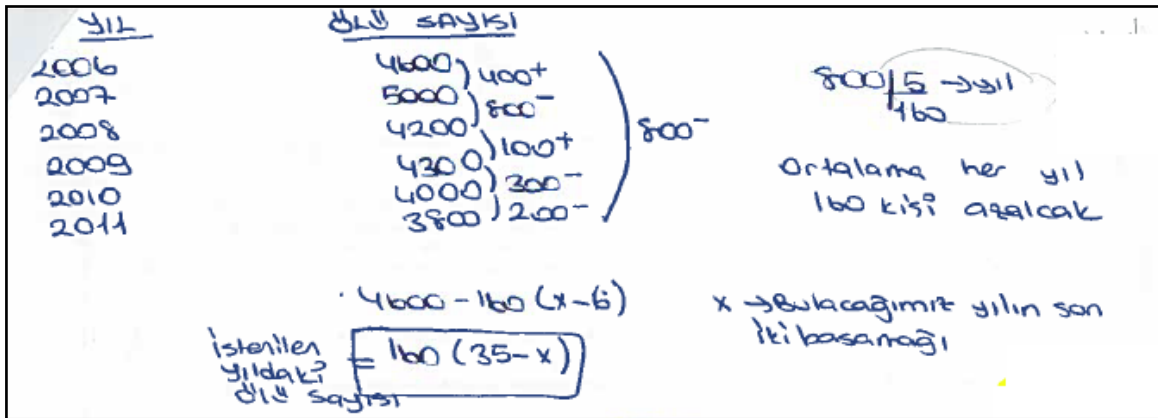 YIL ÖLÜ SAYISI
2006 4600
400+
2007 5000
800-
2008 4200
100+
2009 4300
300-
2010 4000
200-
2011 3800
800-
800 5 → yıl
160
Ortalama her yıl
160 kişi azalcak
4600 - 160 (x-6)
x → Bulacağımız yılın son
iki basamağı
İstenilen
yıldaki = 160 (35-x)
ölü sayısı